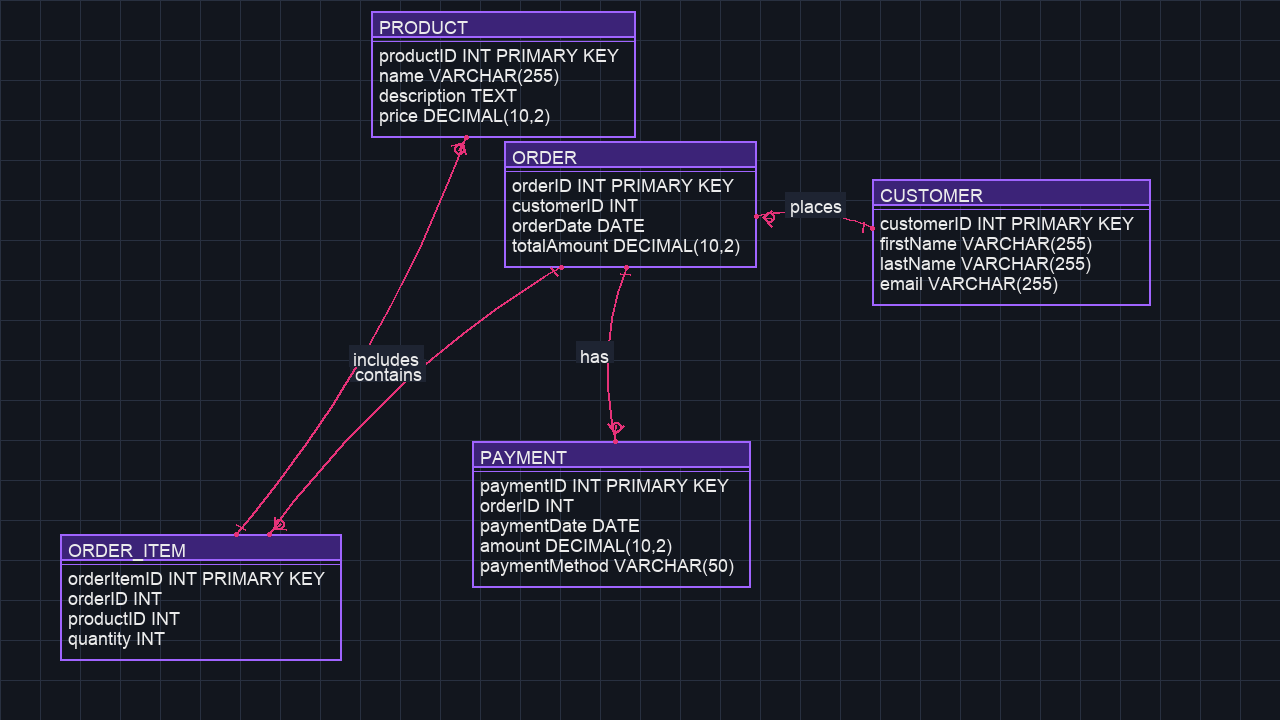 PRODUCT
productID INT PRIMARY KEY
name VARCHAR(255)
description TEXT
price DECIMAL(10,2)
ORDER
orderID INT PRIMARY KEY
customerID INT
orderDate DATE
totalAmount DECIMAL(10,2)
places
CUSTOMER
customerID INT PRIMARY KEY
firstName VARCHAR(255)
lastName VARCHAR(255)
email VARCHAR(255)
includes
contains
has
PAYMENT
paymentID INT PRIMARY KEY
orderID INT
paymentDate DATE
amount DECIMAL(10,2)
paymentMethod VARCHAR(50)
ORDER_ITEM
orderItemID INT PRIMARY KEY
orderID INT
productID INT
quantity INT